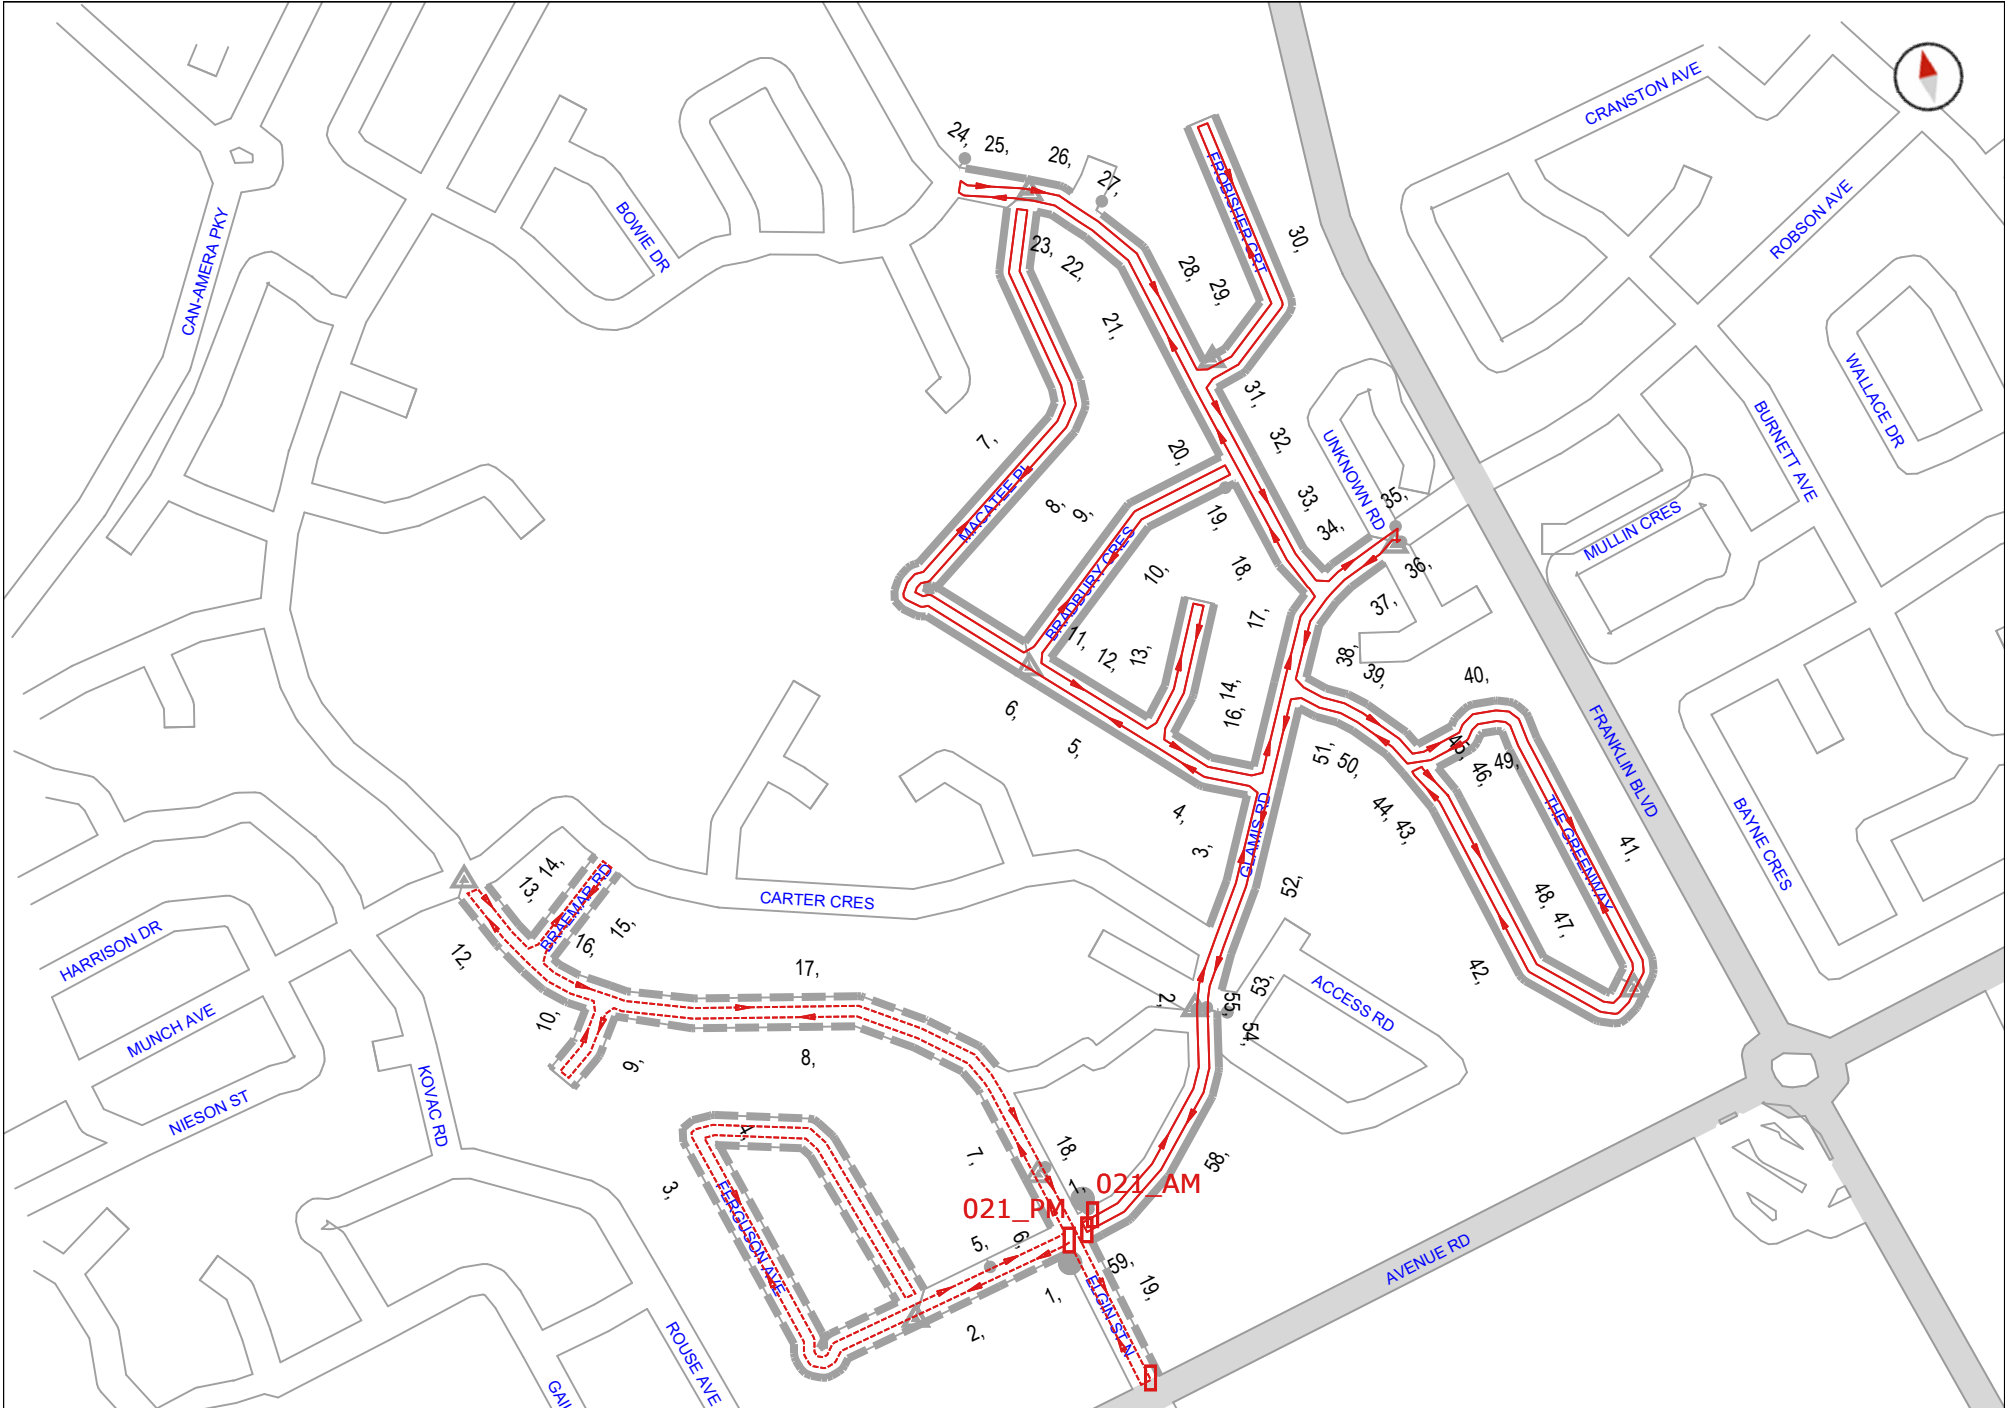 CRANSTON AVE
24,
25,
26,
27,
FROBISHER CRT
30,
ROBSON AVE
BOWIE DR
CAN-AMERA PKY
23,
22,
28,
29,
21,
WALLACE DR
31,
32,
BURNETT AVE
7,
20,
UNKNOWN RD
MACATEE PL
8,
9,
33,
34,
35,
19,
MULLIN CRES
BRADBURY CRES
10,
18,
36,
37,
17,
11,
12,
13,
38,
39,
40,
14,
16,
6,
5,
51,
50,
45,
46,
49,
FRANKLIN BLVD
4,
3,
GLAMIS RD
44,
43,
THE GREENWAY
41,
BAYNE CRES
13,
14,
BRAEMAR RD
CARTER CRES
52,
48,
47,
HARRISON DR
12,
16,
15,
17,
42,
MUNCH AVE
10,
2,
55,
53,
54,
ACCESS RD
9,
8,
NIESON ST
KOVAC RD
4,
7,
18,
58,
3,
FERGUSON AVE
1,
021_AM
021_PM
5,
6,
59,
19,
AVENUE RD
1,
ELGIN ST N
2,
ROUSE AVE